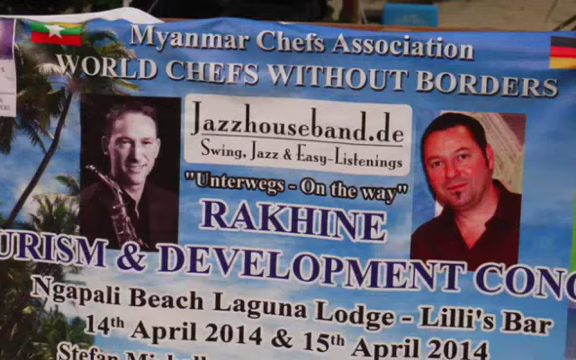 Myanmar Chefs Association
WORLD CHEFS WITHOUT BORDERS
Jazzhouseband.de
Swing, Jazz & Easy-Listenings
"Unterwegs - On the way"
RAKHINE
URISM & DEVELOPMENT CONC
Ngapali Beach Laguna Lodge - Lilli's Bar
14th April 2014 & 15th April 2014
Stefan